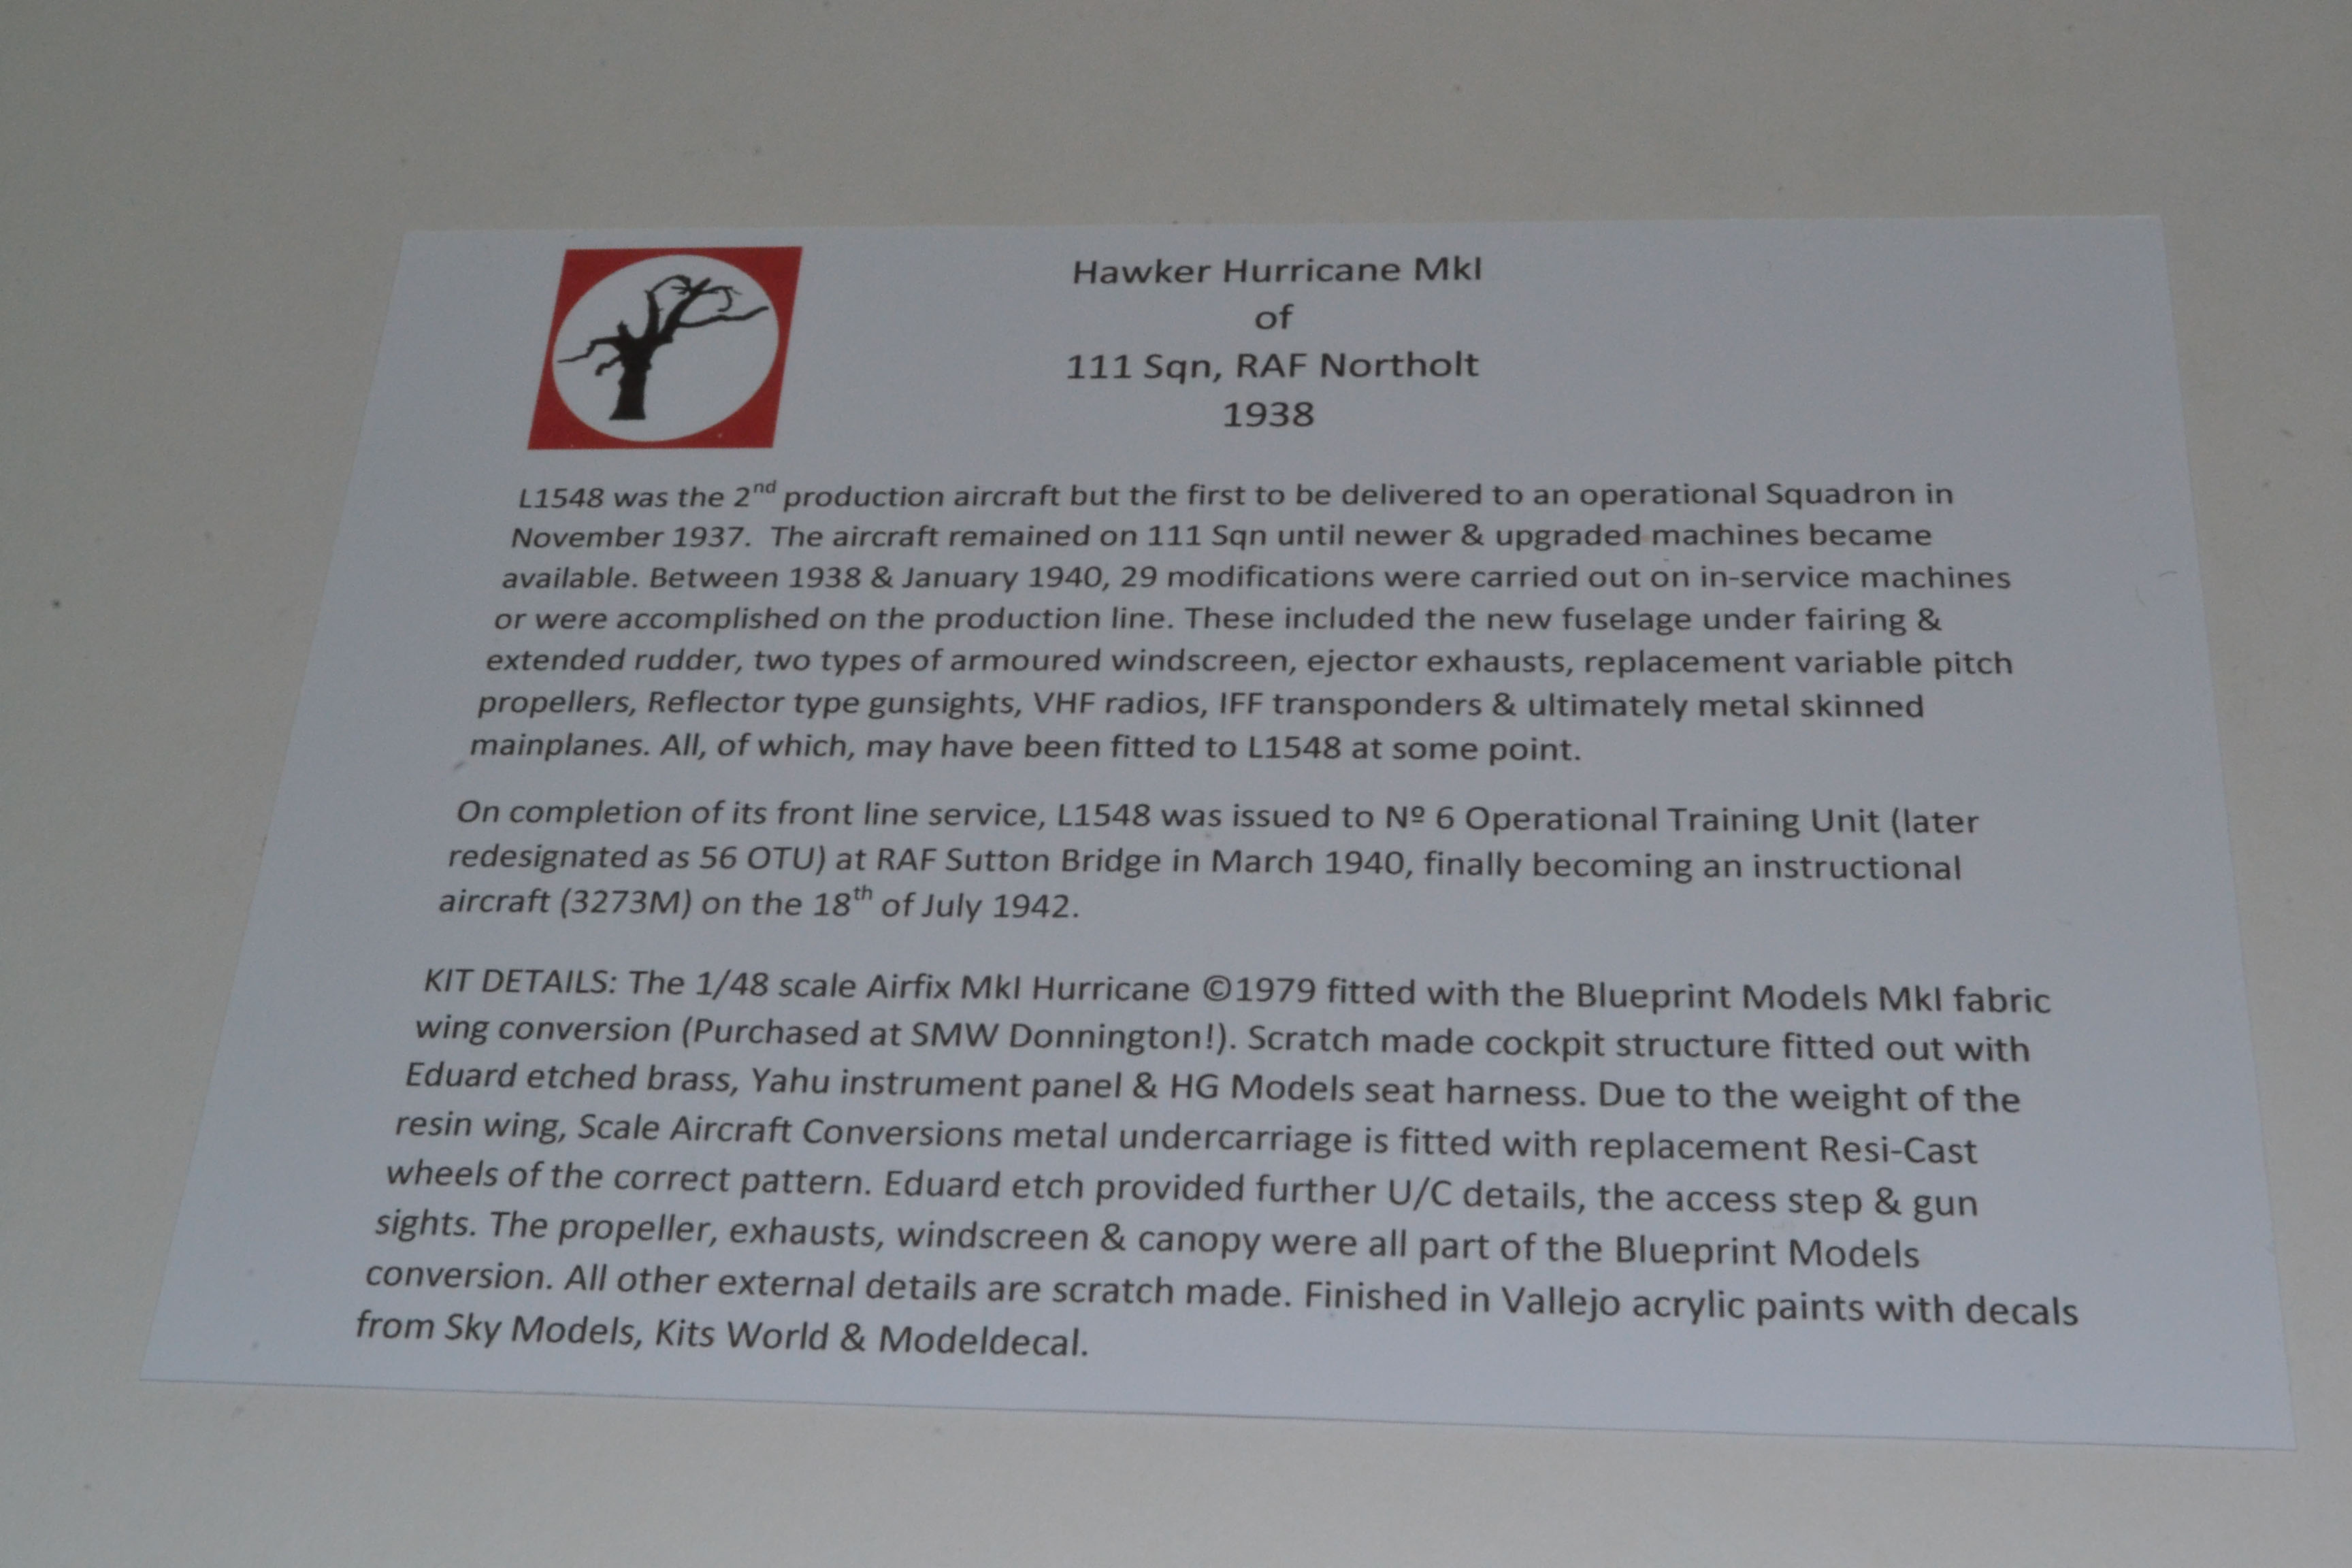 Hawker Hurricane MkI
of
111 Sqn, RAF Northolt
1938
L1548 was the 2nd production aircraft but the first to be delivered to an operational Squadron in
November 1937. The aircraft remained on 111 Sqn until newer & upgraded machines became
available. Between 1938 & January 1940, 29 modifications were carried out on in-service machines
or were accomplished on the production line. These included the new fuselage under fairing &
extended rudder, two types of armoured windscreen, ejector exhausts, replacement variable pitch
propellers, Reflector type gunsights, VHF radios, IFF transponders & ultimately metal skinned
mainplanes. All, of which, may have been fitted to L1548 at some point.
On completion of its front line service, L1548 was issued to Nº 6 Operational Training Unit (later
redesignated as 56 OTU) at RAF Sutton Bridge in March 1940, finally becoming an instructional
aircraft (3273M) on the 18th of July 1942.
KIT DETAILS: The 1/48 scale Airfix MkI Hurricane ©1979 fitted with the Blueprint Models MkI fabric
wing conversion (Purchased at SMW Donnington!). Scratch made cockpit structure fitted out with
Eduard etched brass, Yahu instrument panel & HG Models seat harness. Due to the weight of the
resin wing, Scale Aircraft Conversions metal undercarriage is fitted with replacement Resi-Cast
wheels of the correct pattern. Eduard etch provided further U/C details, the access step & gun
sights. The propeller, exhausts, windscreen & canopy were all part of the Blueprint Models
conversion. All other external details are scratch made. Finished in Vallejo acrylic paints with decals
from Sky Models, Kits World & Modeldecal.